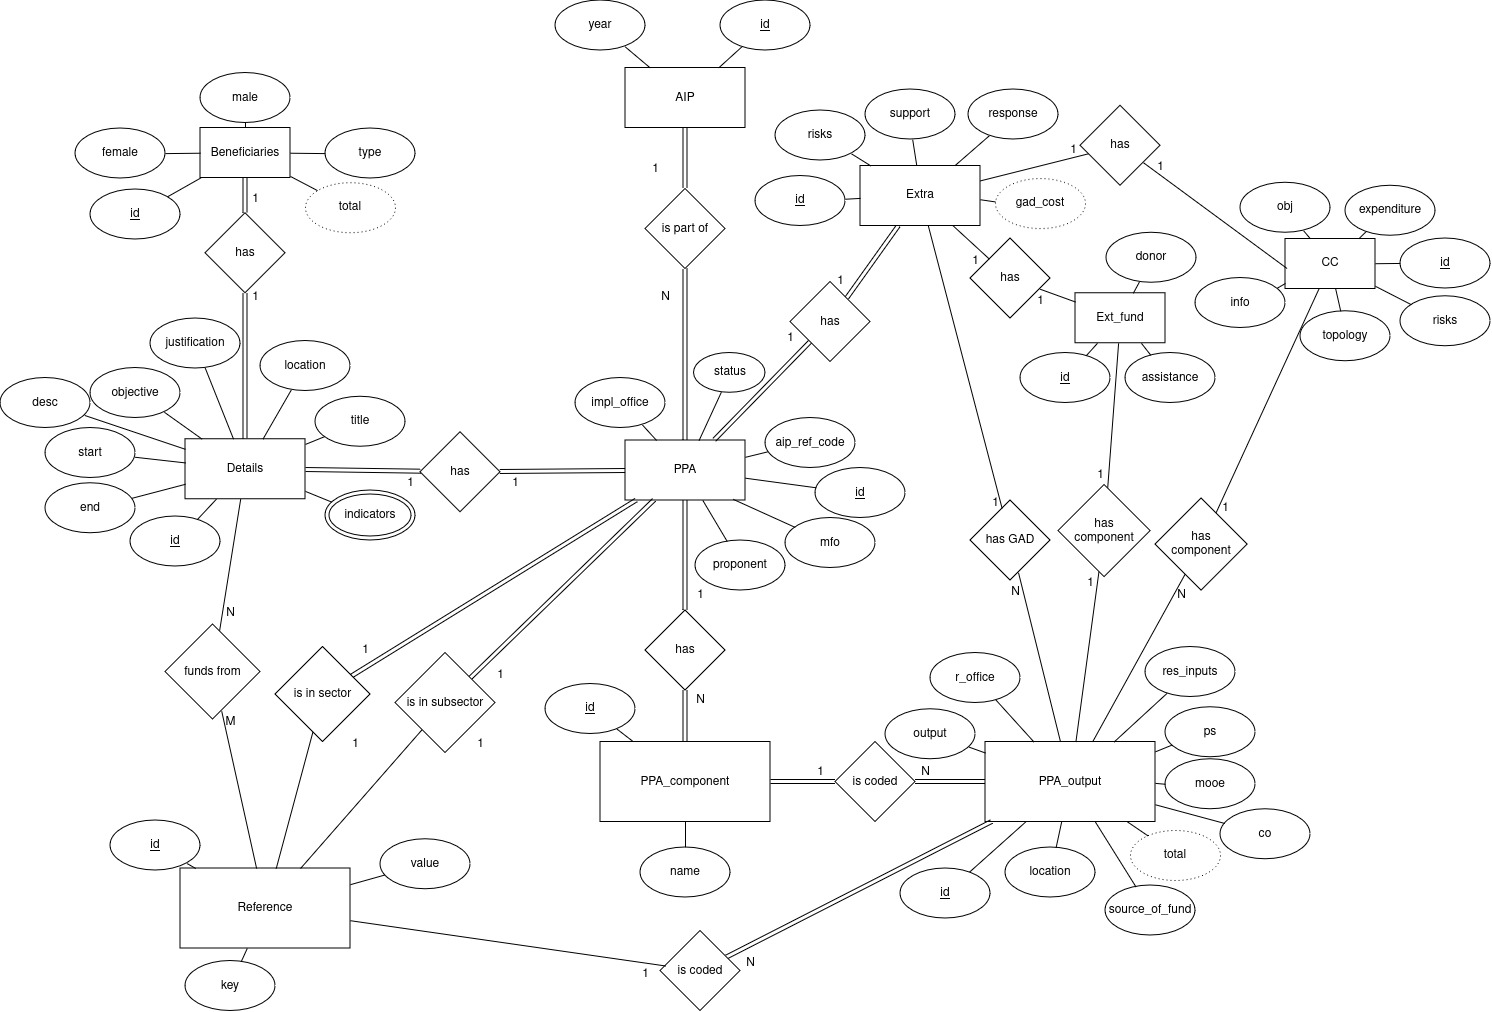 year
id
AIP
male
female
Beneficiaries
type
id
total
1
has
1
1
is part of
N
risks
support
response
id
Extra
gad_cost
1
has
1
obj
expenditure
CC
id
info
topology
risks
1
has
1
donor
Ext_fund
id
assistance
1
has
1
justification
location
desc
objective
title
start
Details
end
id
indicators
1
has
1
impl_office
status
PPA
aip_ref_code
id
mfo
proponent
1
has GAD
N
1
has
component
1
1
has
component
N
N
funds from
M
1
is in sector
1
1
is in subsector
1
1
has
N
id
PPA_component
name
1
is coded
N
r_office
res_inputs
output
PPA_output
ps
mooe
co
total
id
location
source_of_fund
id
value
Reference
key
1
is coded
N